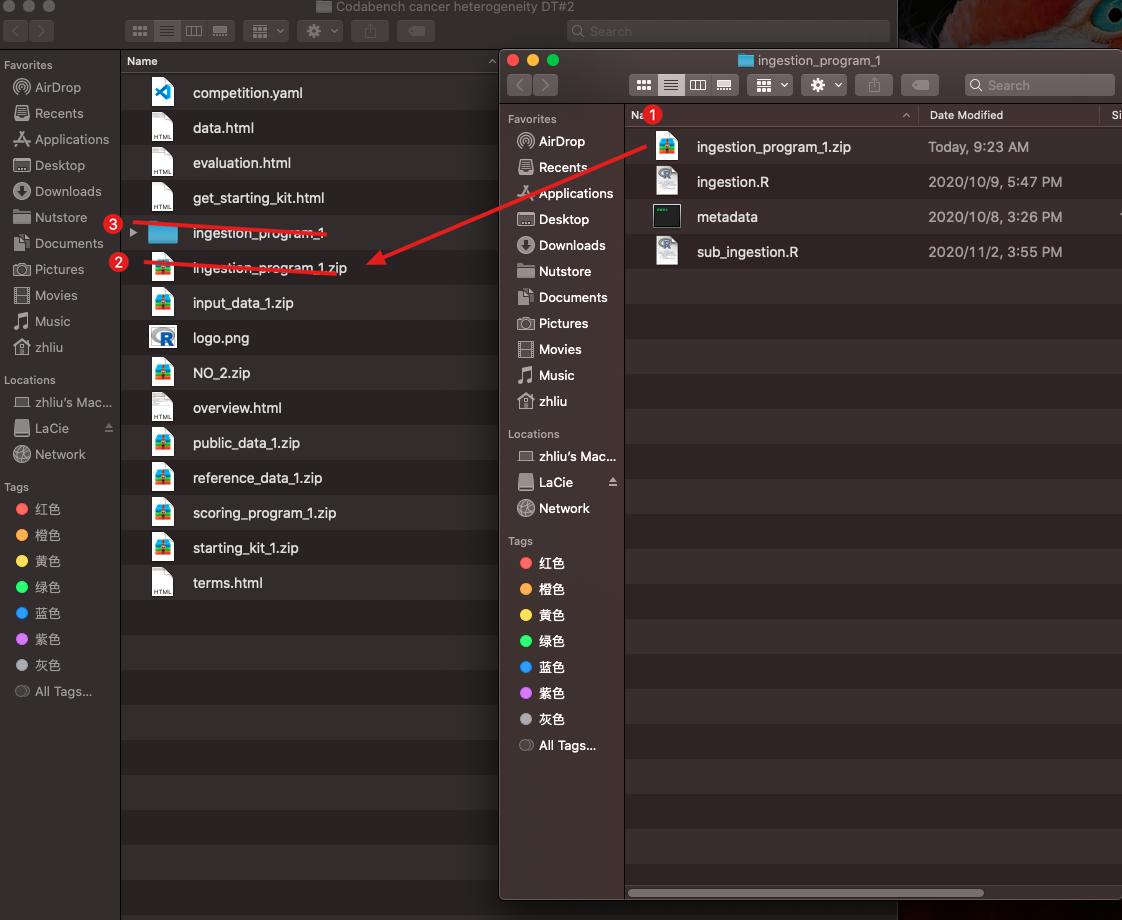 Codabench cancer heterogeneity DT#2
Search
Favorites
AirDrop
Recents
Applications
Desktop
Downloads
Nutstore
Documents
Pictures
Movies
Music
zhliu
Locations
zhliu's Mac...
LaCie
Network
Tags
红色
橙色
黄色
绿色
蓝色
紫色
灰色
All Tags...
Name
competition.yaml
HTML data.html
HTML evaluation.html
HTML get_starting_kit.html
3 ingestion_program_1
2 ingestion_program_1.zip
input_data_1.zip
R logo.png
NO_2.zip
HTML overview.html
public_data_1.zip
reference_data_1.zip
scoring_program_1.zip
starting_kit_1.zip
HTML terms.html
ingestion_program_1
Search
Favorites
AirDrop
Recents
Applications
Desktop
Downloads
Nutstore
Documents
Pictures
Movies
Music
zhliu
Locations
zhliu's Mac...
LaCie
Network
Tags
红色
橙色
黄色
绿色
蓝色
紫色
灰色
All Tags...
Na 1 Date Modified Si
ingestion_program_1.zip Today, 9:23 AM
R ingestion.R 2020/10/9, 5:47 PM
metadata 2020/10/8, 3:26 PM
R sub_ingestion.R 2020/11/2, 3:55 PM